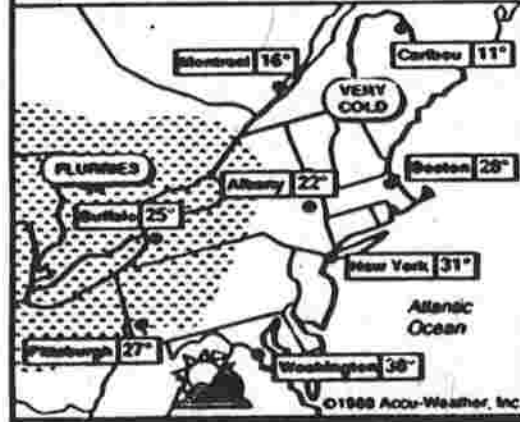 Montreal 16°
Caribou 11°
VERY
COLD
FLURRIES
Albany 22°
Boston 28°
Buffalo 25°
New York 31°
Atlantic
Ocean
Pittsburgh 27°
Washington 36°
©1988 Accu-Weather, Inc